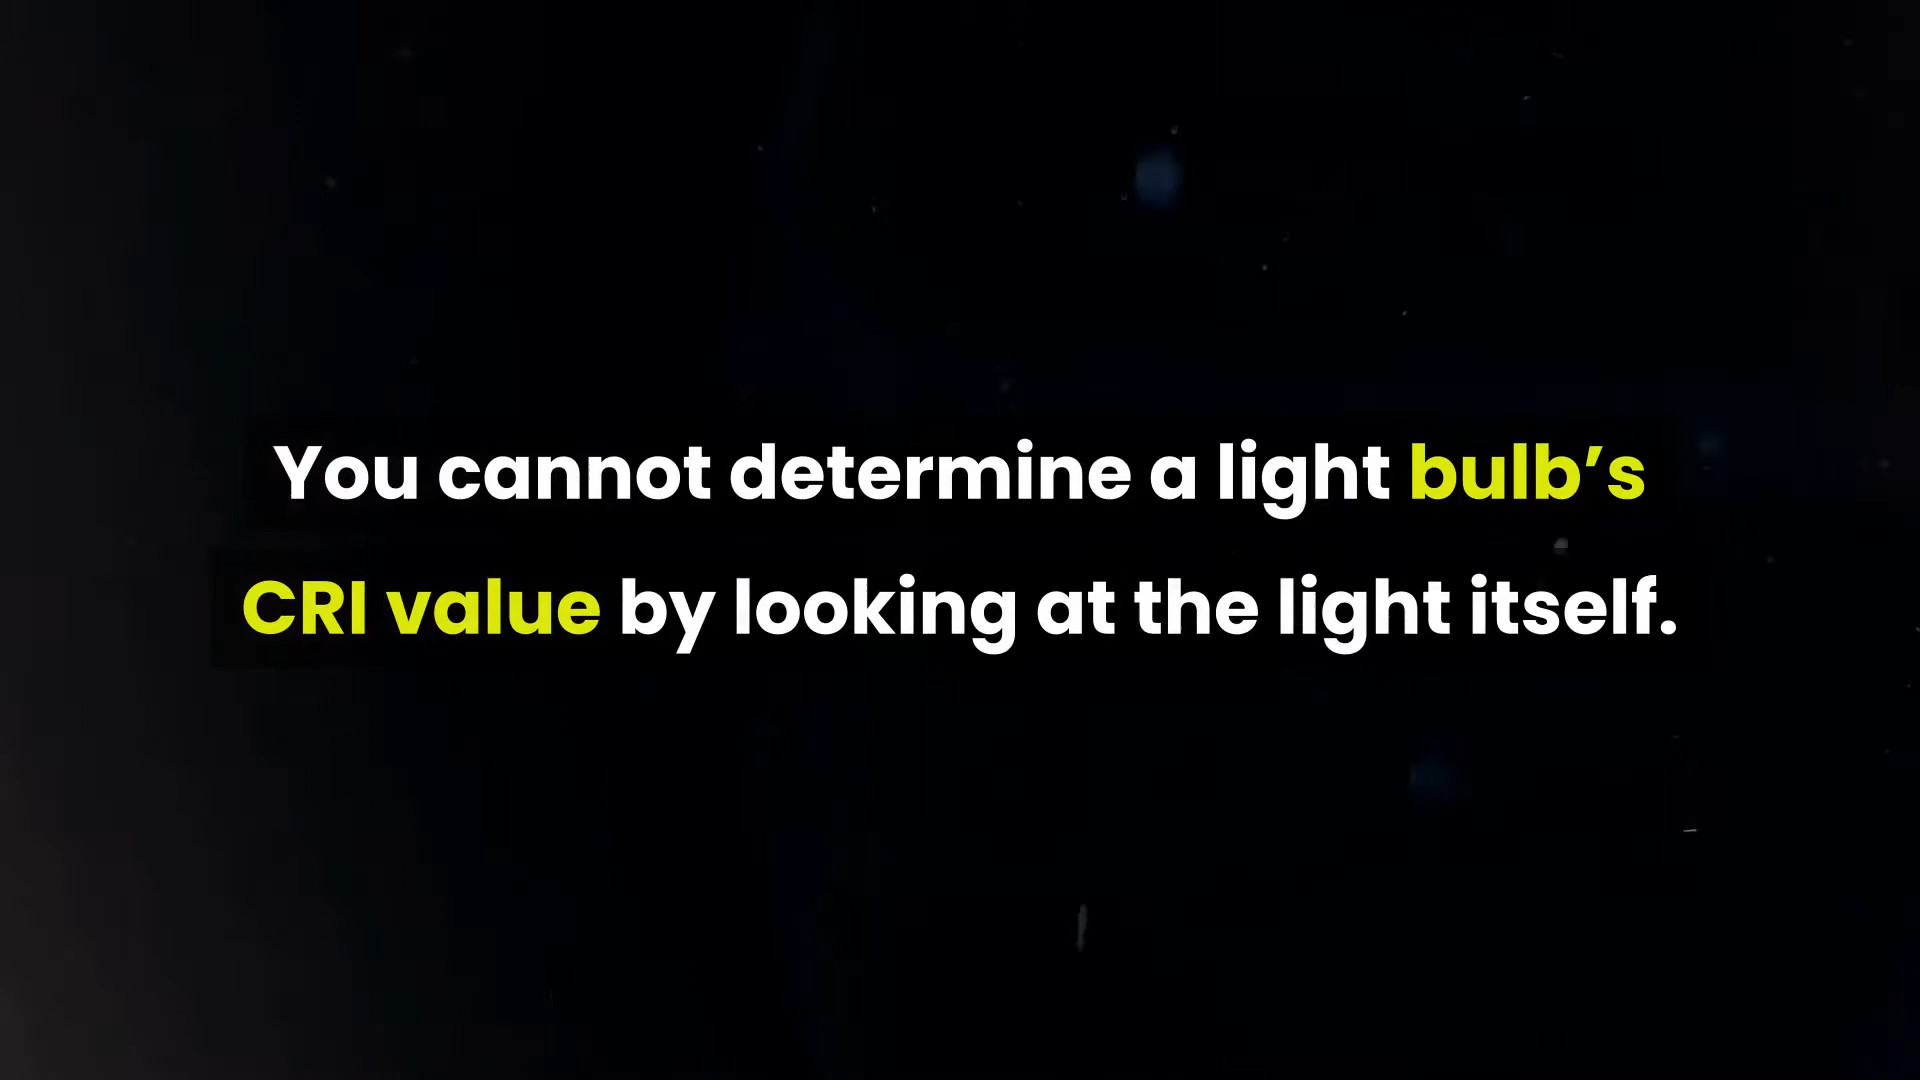 You cannot determine a light bulb’s
CRI value by looking at the light itself.